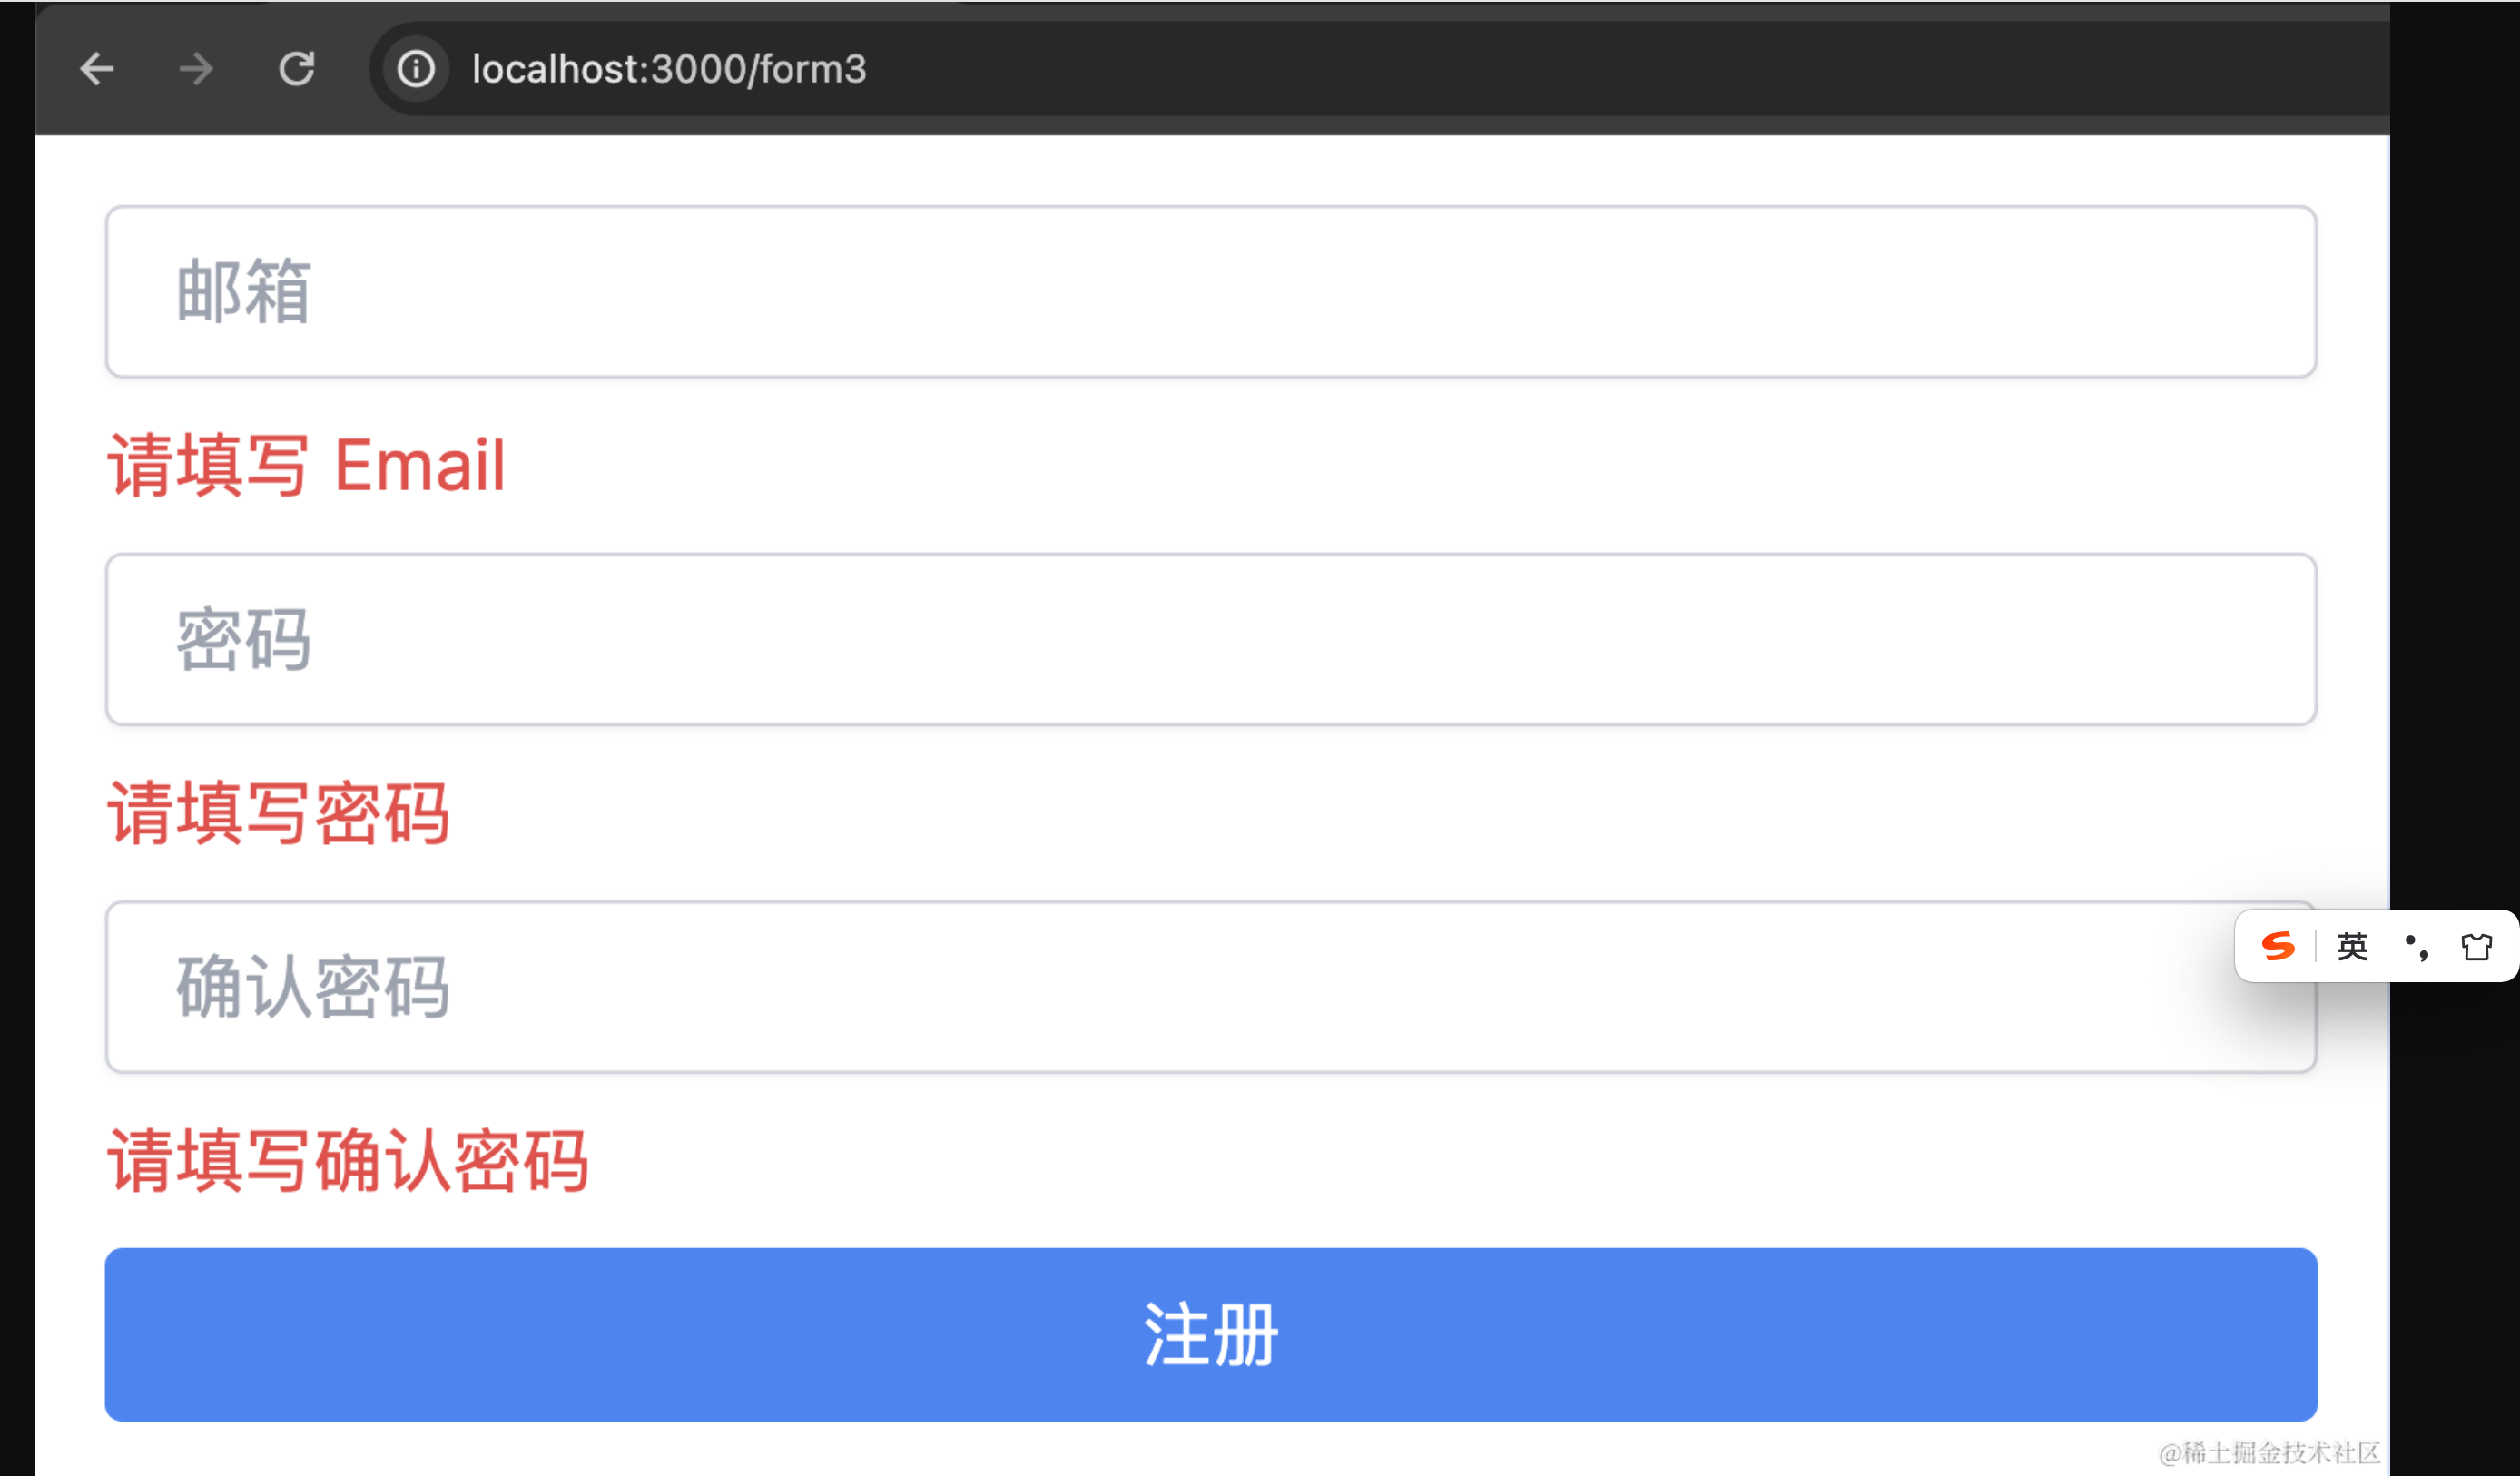 localhost:3000/form3
邮箱
请填写 Email
密码
请填写密码
确认密码
英
请填写确认密码
注册
@稀土掘金技术社区